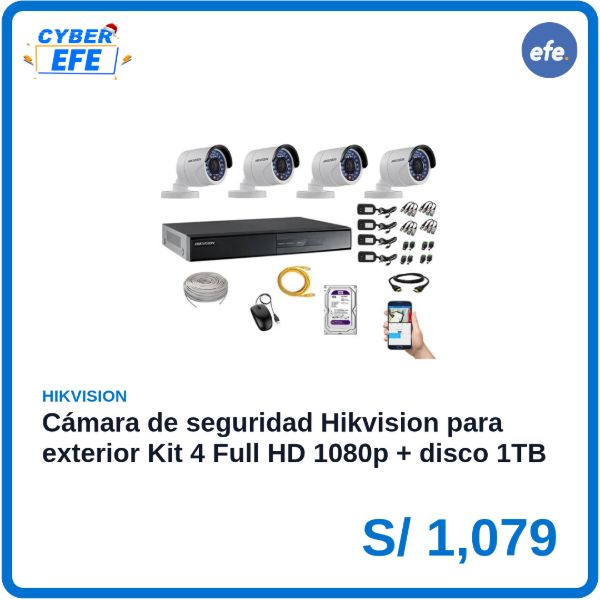 CYBER
EFE
efe.
HIKVISION
HIKVISION
Cámara de seguridad Hikvision para
exterior Kit 4 Full HD 1080p + disco 1TB
S/ 1,079